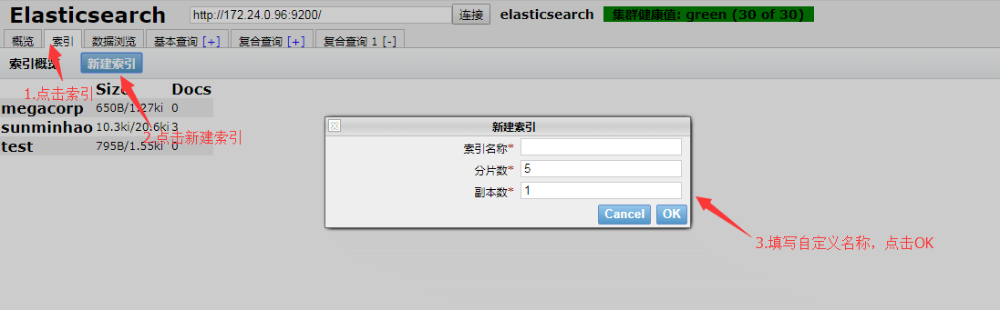 Elasticsearch http://172.24.0.96:9200/ 连接 elasticsearch 集群健康值: green (30 of 30)
概览 索引 数据浏览 基本查询 [+] 复合查询 [+] 复合查询 1 [-]
索引概览 新建索引
Size Docs
1.点击索引
megacorp 650B/1.27ki 0
sunminhao 10.3ki/20.6ki 3
2.点击新建索引
test 795B/1.55ki 0
新建索引
索引名称*
分片数* 5
副本数* 1
Cancel OK
3.填写自定义名称，点击OK